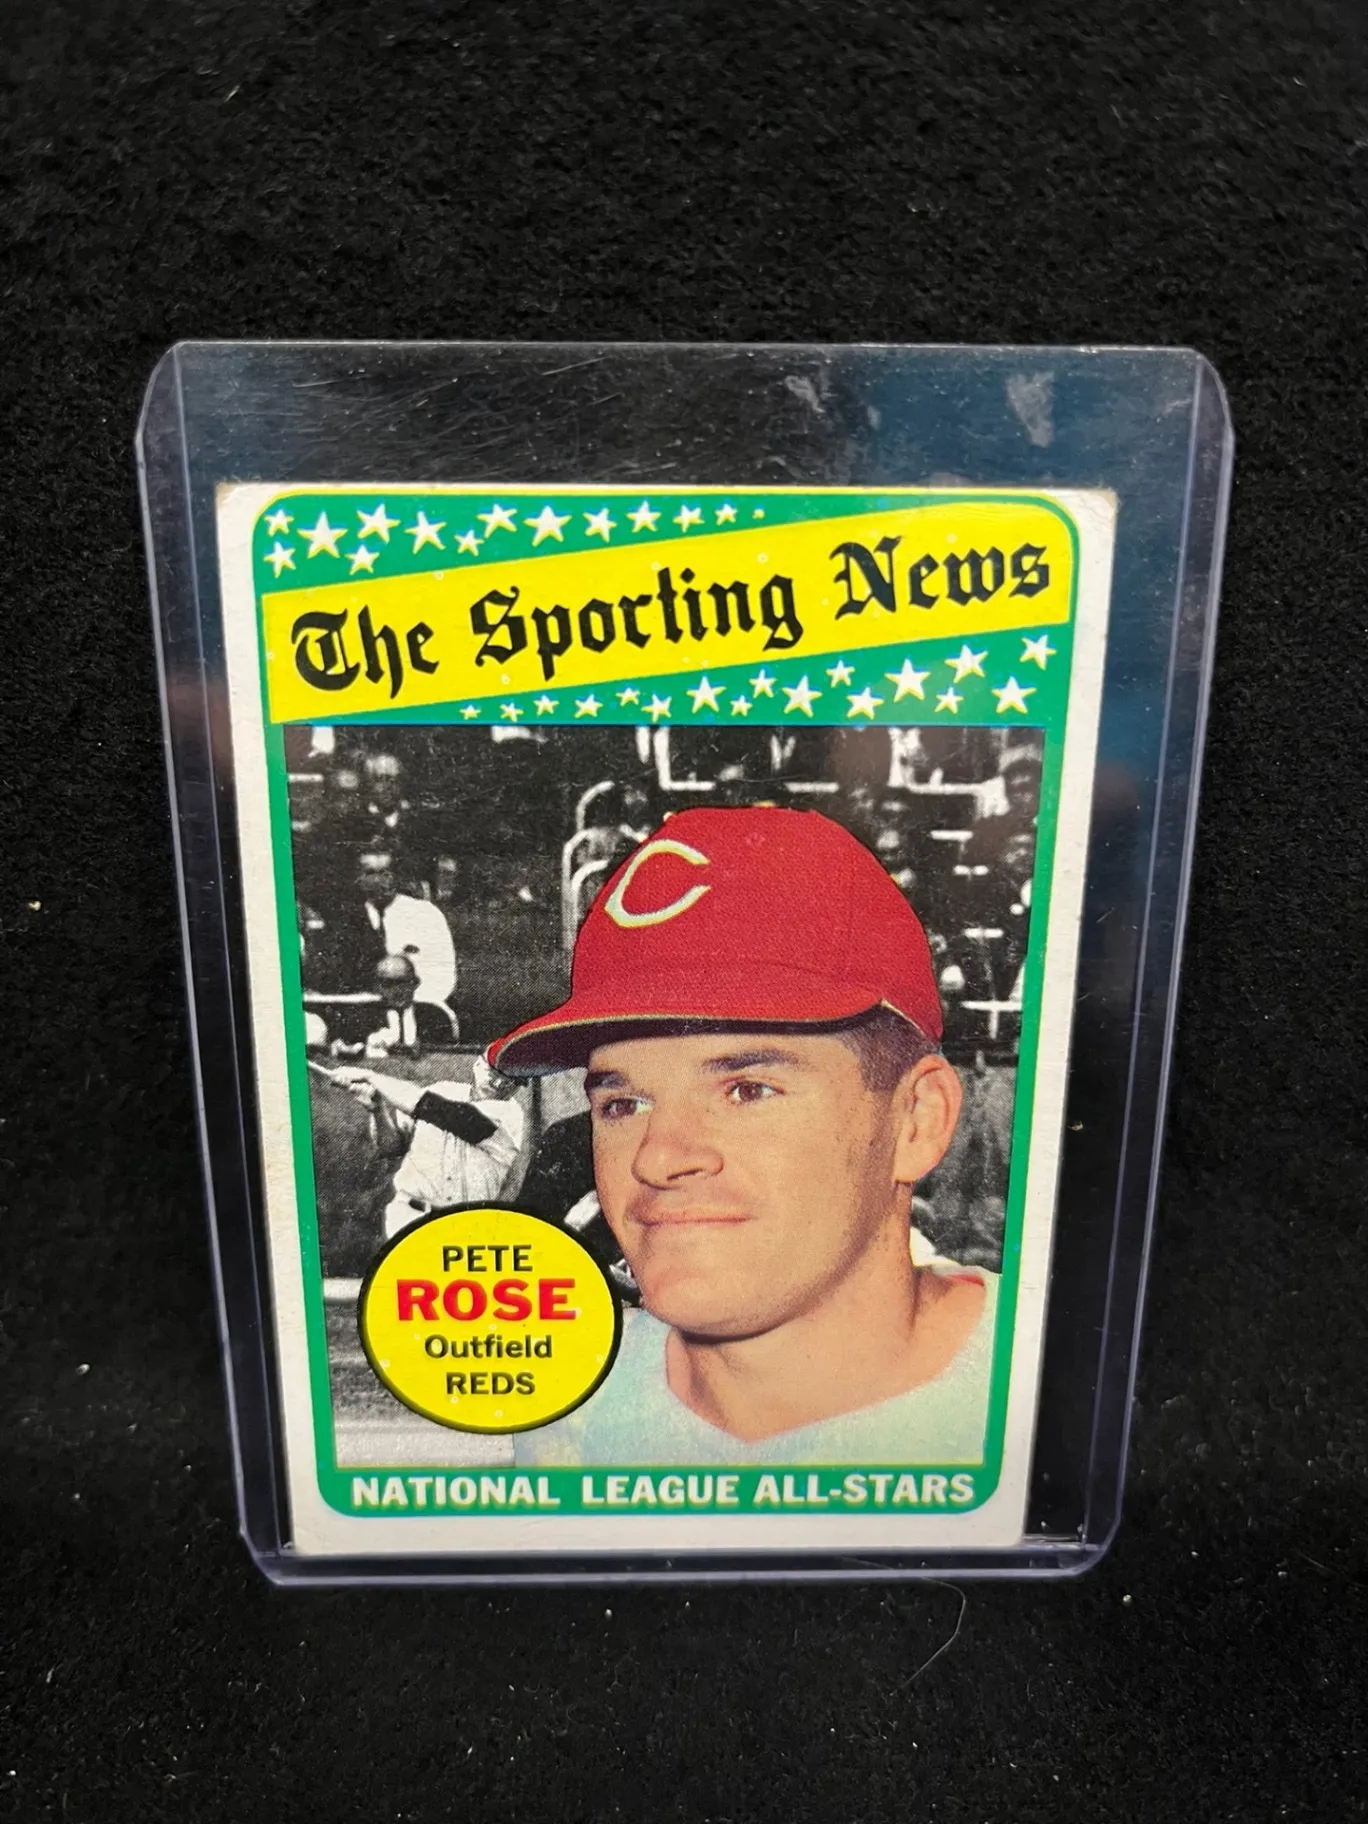 The Sporting News
C
PETE
ROSE
Outfield
REDS
NATIONAL LEAGUE ALL-STARS